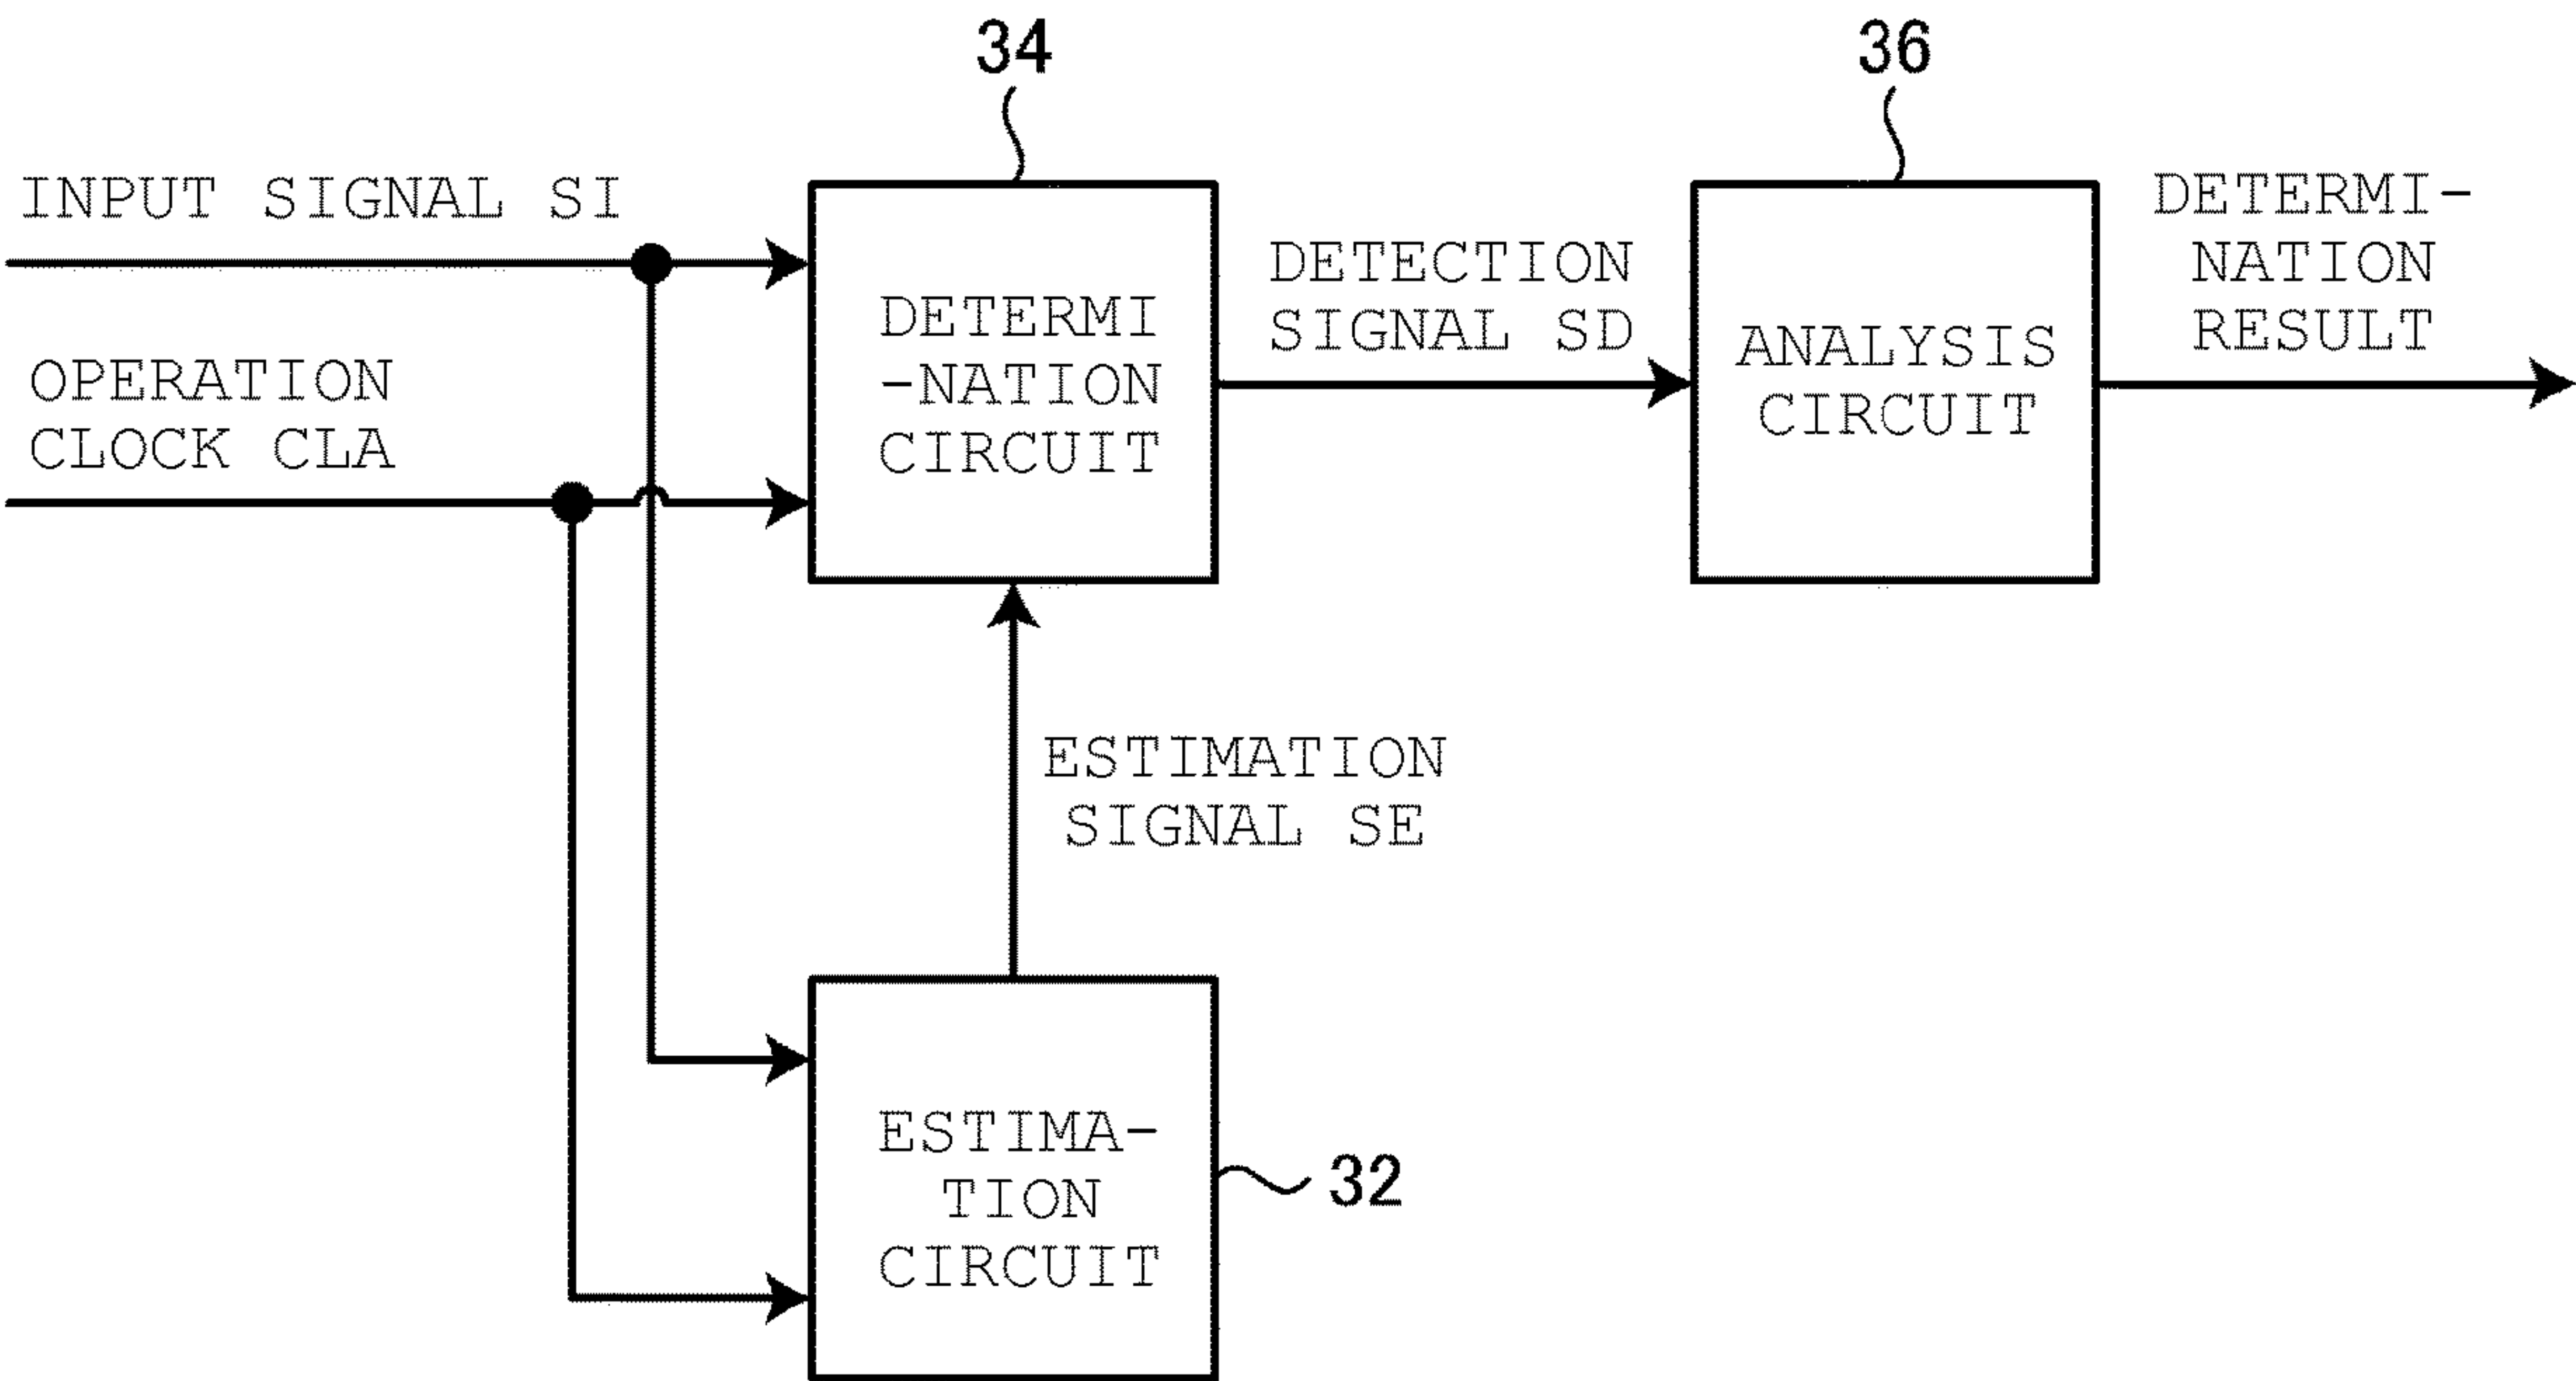 34
36
INPUT SIGNAL SI
OPERATION
CLOCK CLA
DETERMI
-NATION
CIRCUIT
DETECTION
SIGNAL SD
ANALYSIS
CIRCUIT
DETERMI-
NATION
RESULT
ESTIMATION
SIGNAL SE
ESTIMA-
TION
CIRCUIT
32